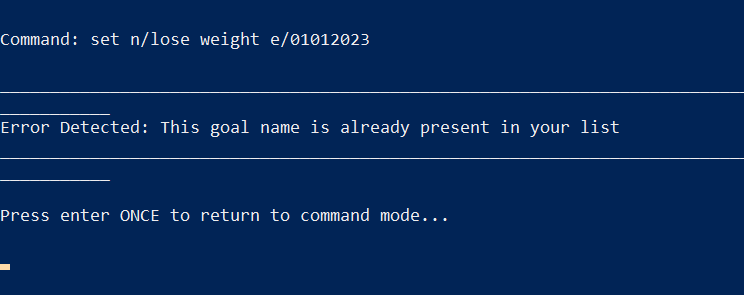 Command: set n/lose weight e/01012023
Error Detected: This goal name is already present in your list
Press enter ONCE to return to command mode...